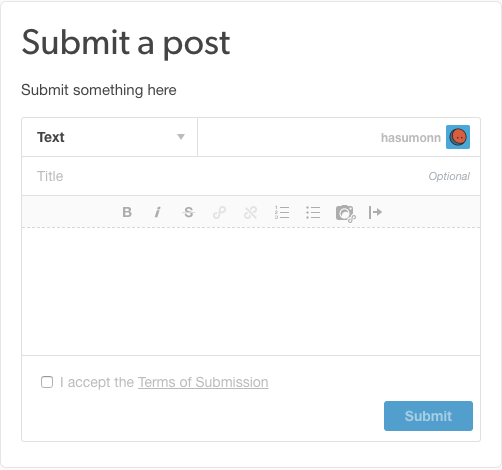 Submit a post
Submit something here
Text
hasumonn
Title
Optional
B i S
I accept the Terms of Submission
Submit